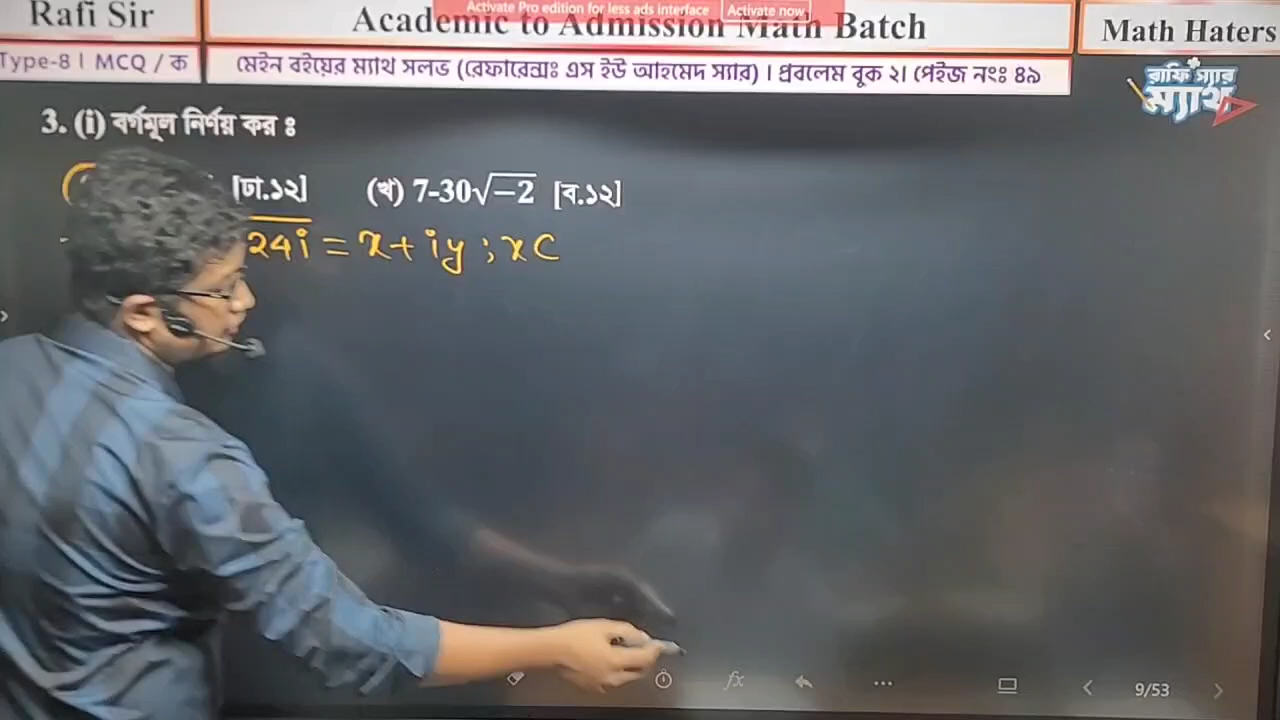 Activate Pro edition for less ads interface Activate now
Rafi Sir
Academic to Admission Math Batch
Math Haters
Type-8 | MCQ / ক
মেইন বইয়ের ম্যাথ সলভ (রেফারেন্সঃ এস ইউ আহমেদ স্যার) । প্রবলেম বুক ২। পেইজ নংঃ ৪৯
রাফি স্যার
ম্যাথ
3. (i) বর্গমূল নির্ণয় কর ঃ
[ঢা.১২] (খ) 7-30√-2 [ব.১২]
24i = x + iy ; x C
fx
9/53